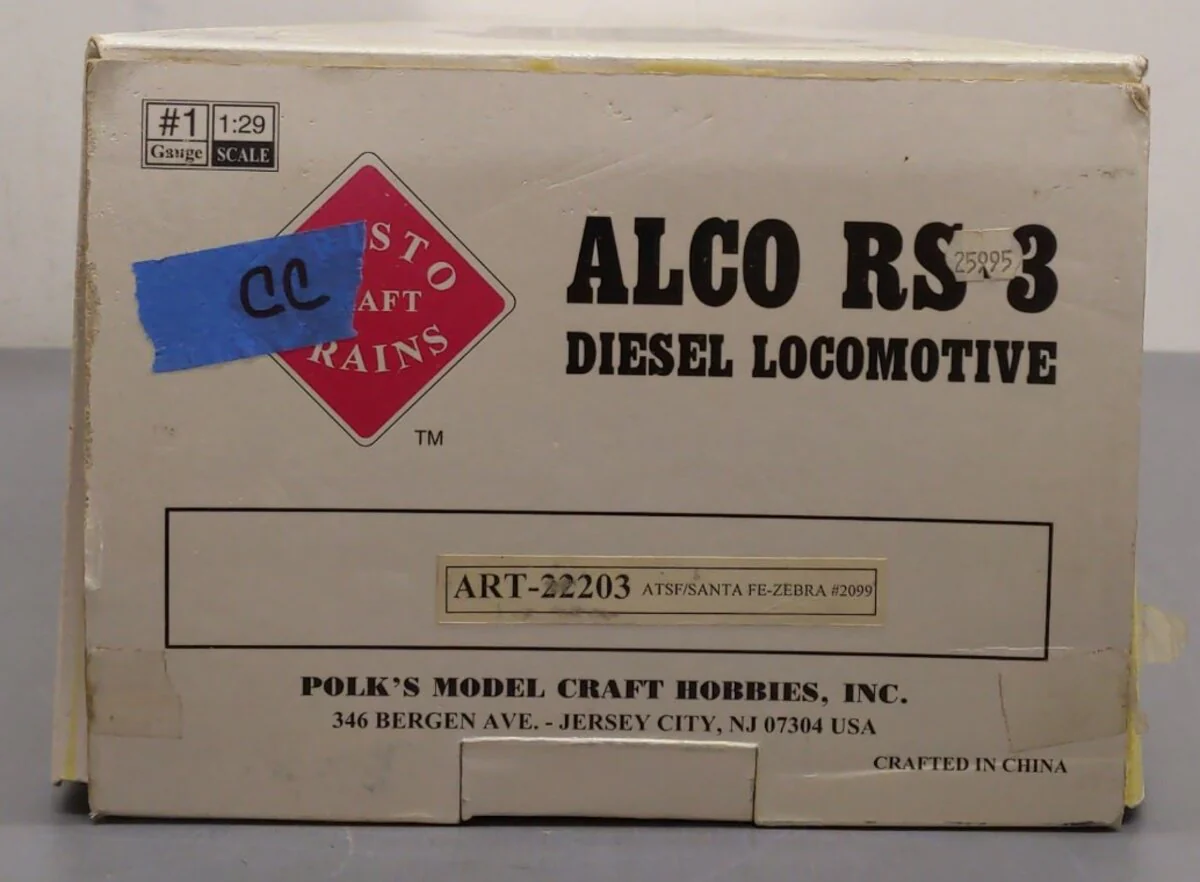 #1 1:29
Gauge SCALE
STO
AFT
RAINS
TM
CC
ALCO RS 3
25995
DIESEL LOCOMOTIVE
ART-22203 ATSF/SANTA FE-ZEBRA #2099
POLK'S MODEL CRAFT HOBBIES, INC.
346 BERGEN AVE. - JERSEY CITY, NJ 07304 USA
CRAFTED IN CHINA